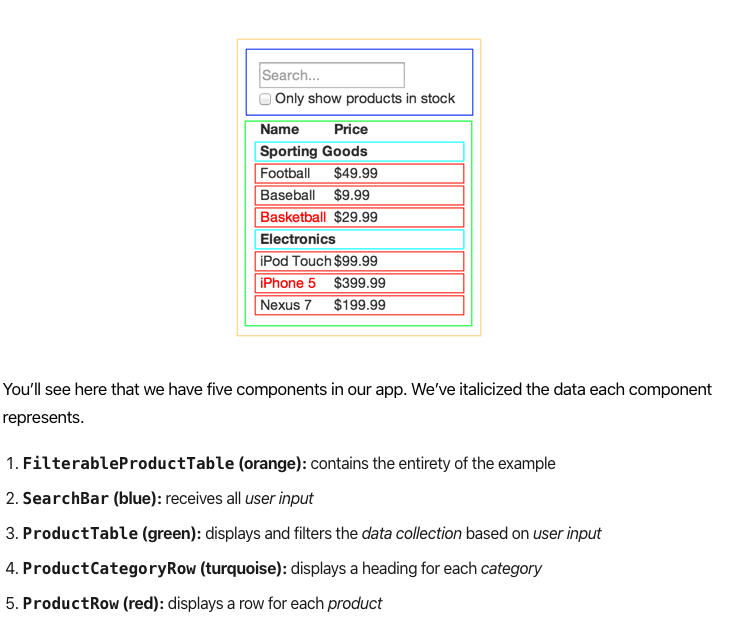 Search...
Only show products in stock
Name Price
Sporting Goods
Football $49.99
Baseball $9.99
Basketball $29.99
Electronics
iPod Touch $99.99
iPhone 5 $399.99
Nexus 7 $199.99
You’ll see here that we have five components in our app. We’ve italicized the data each component
represents.
1. FilterableProductTable (orange): contains the entirety of the example
2. SearchBar (blue): receives all user input
3. ProductTable (green): displays and filters the data collection based on user input
4. ProductCategoryRow (turquoise): displays a heading for each category
5. ProductRow (red): displays a row for each product